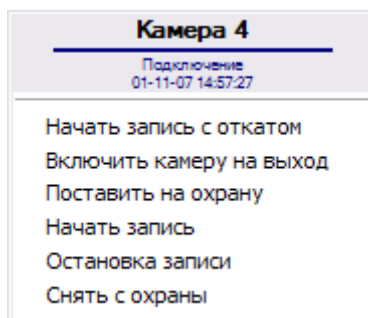 Камера 4
Подключение
01-11-07 14:57:27
Начать запись с откатом
Включить камеру на выход
Поставить на охрану
Начать запись
Остановка записи
Снять с охраны